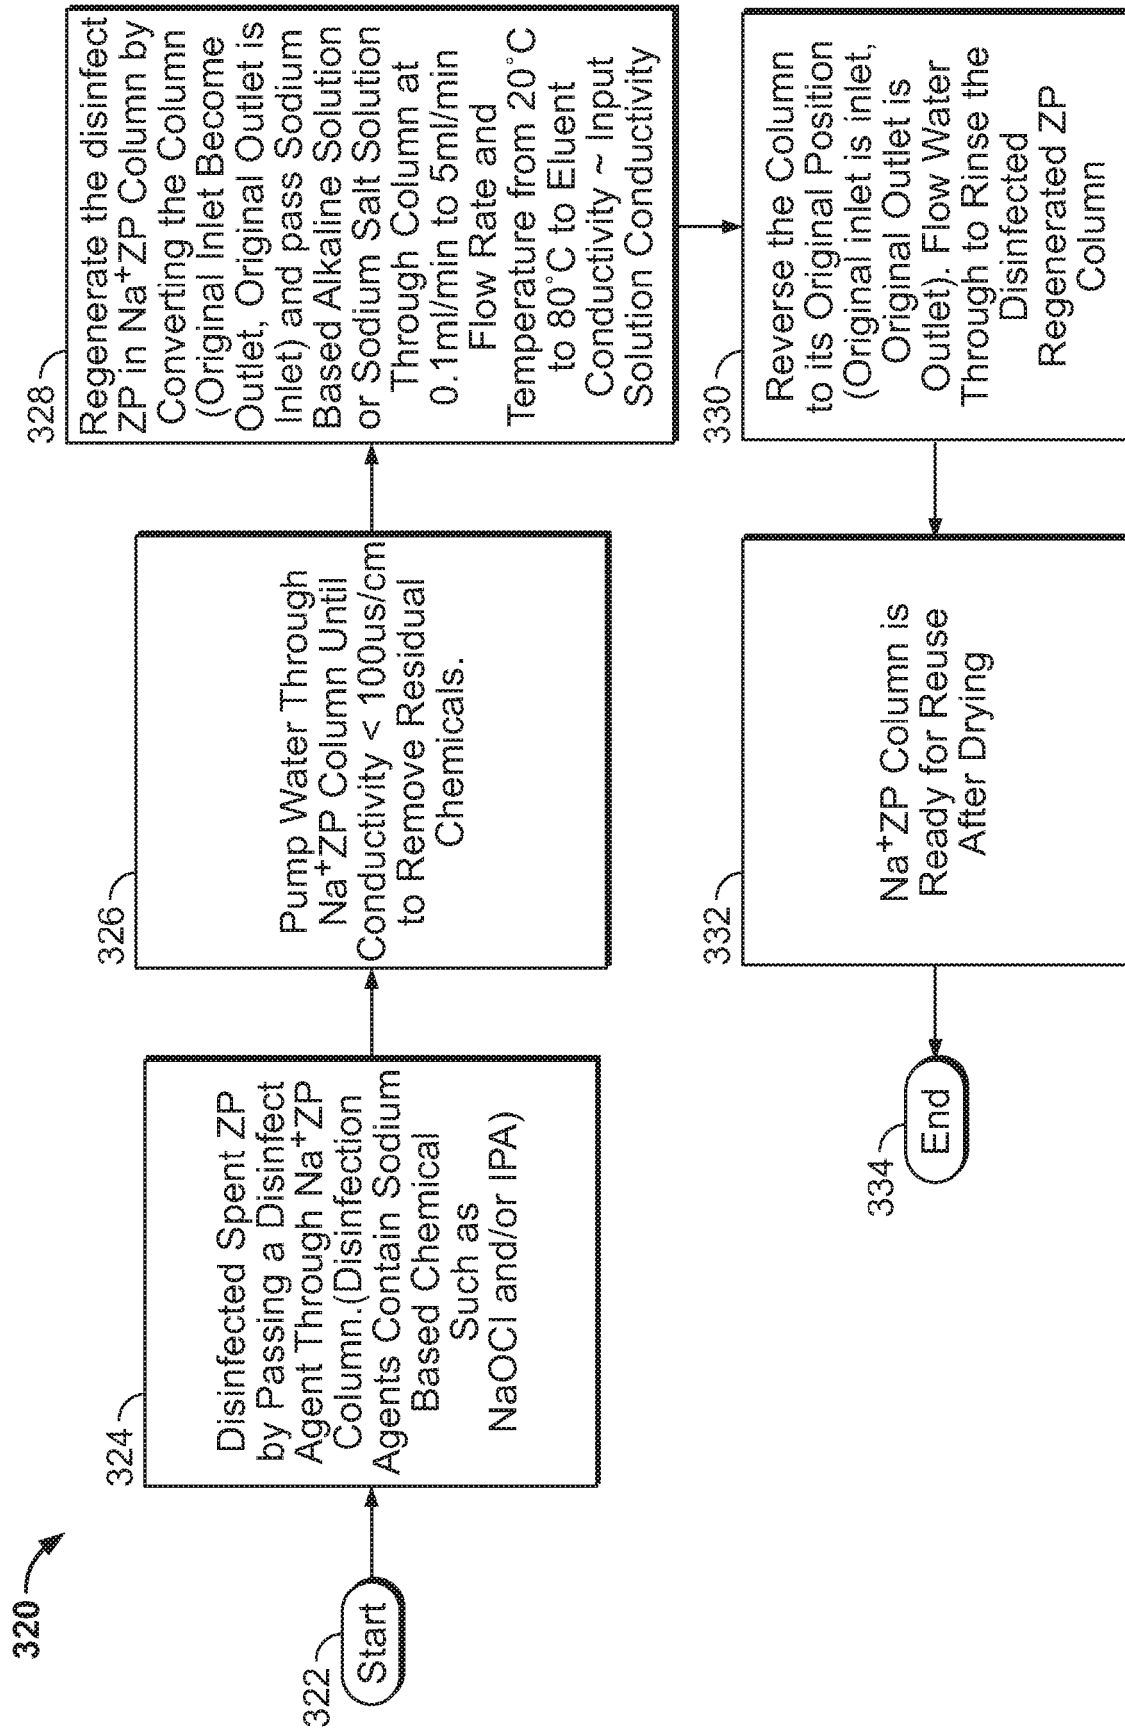 320
322
Start
324
Disinfected Spent ZP
by Passing a Disinfect
Agent Through Na+ZP
Column.(Disinfection
Agents Contain Sodium
Based Chemical
Such as
NaOCl and/or IPA)
326
Pump Water Through
Na+ZP Column Until
Conductivity < 100us/cm
to Remove Residual
Chemicals.
328
Regenerate the disinfect
ZP in Na+ZP Column by
Converting the Column
(Original Inlet Become
Outlet, Original Outlet is
Inlet) and pass Sodium
Based Alkaline Solution
or Sodium Salt Solution
Through Column at
0.1ml/min to 5ml/min
Flow Rate and
Temperature from 20°C
to 80°C to Eluent
Conductivity ~ Input
Solution Conductivity
330
Reverse the Column
to its Original Position
(Original inlet is inlet,
Original Outlet is
Outlet). Flow Water
Through to Rinse the
Disinfected
Regenerated ZP
Column
332
Na+ZP Column is
Ready for Reuse
After Drying
334
End